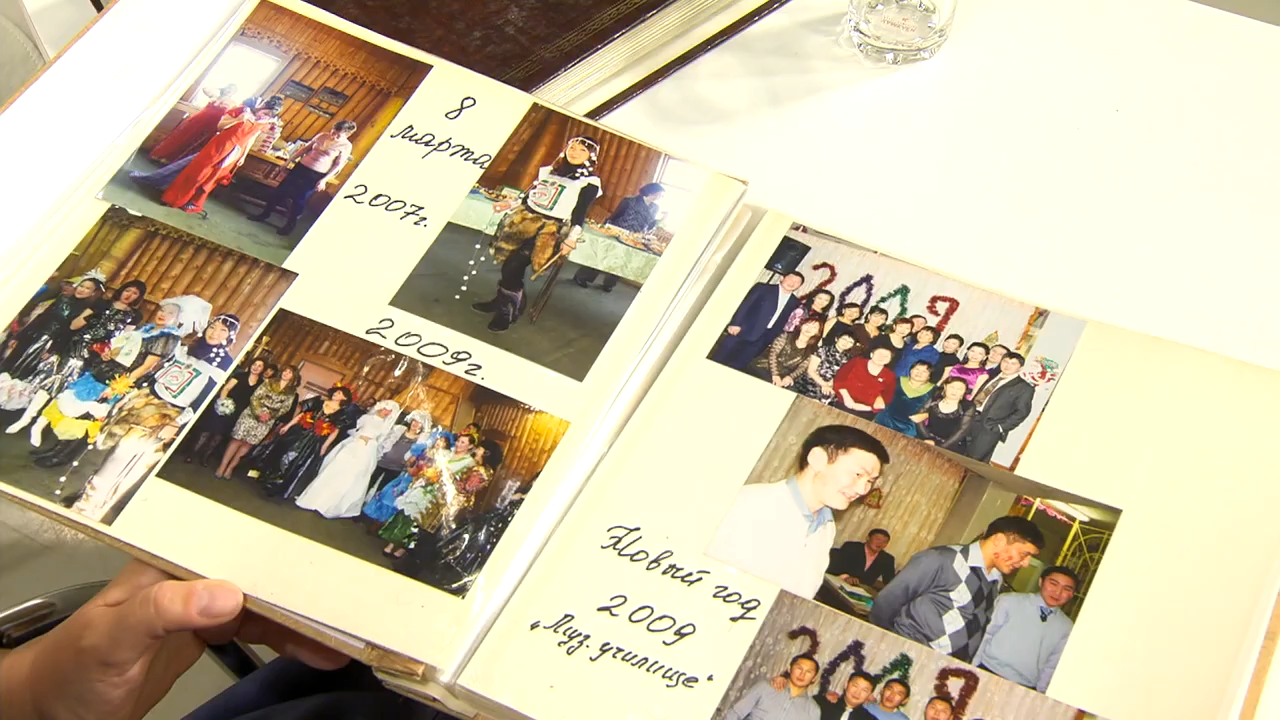 8
марта
2007г.
2009г.
2009
Новый год
2009
„Муз. училище"
2009